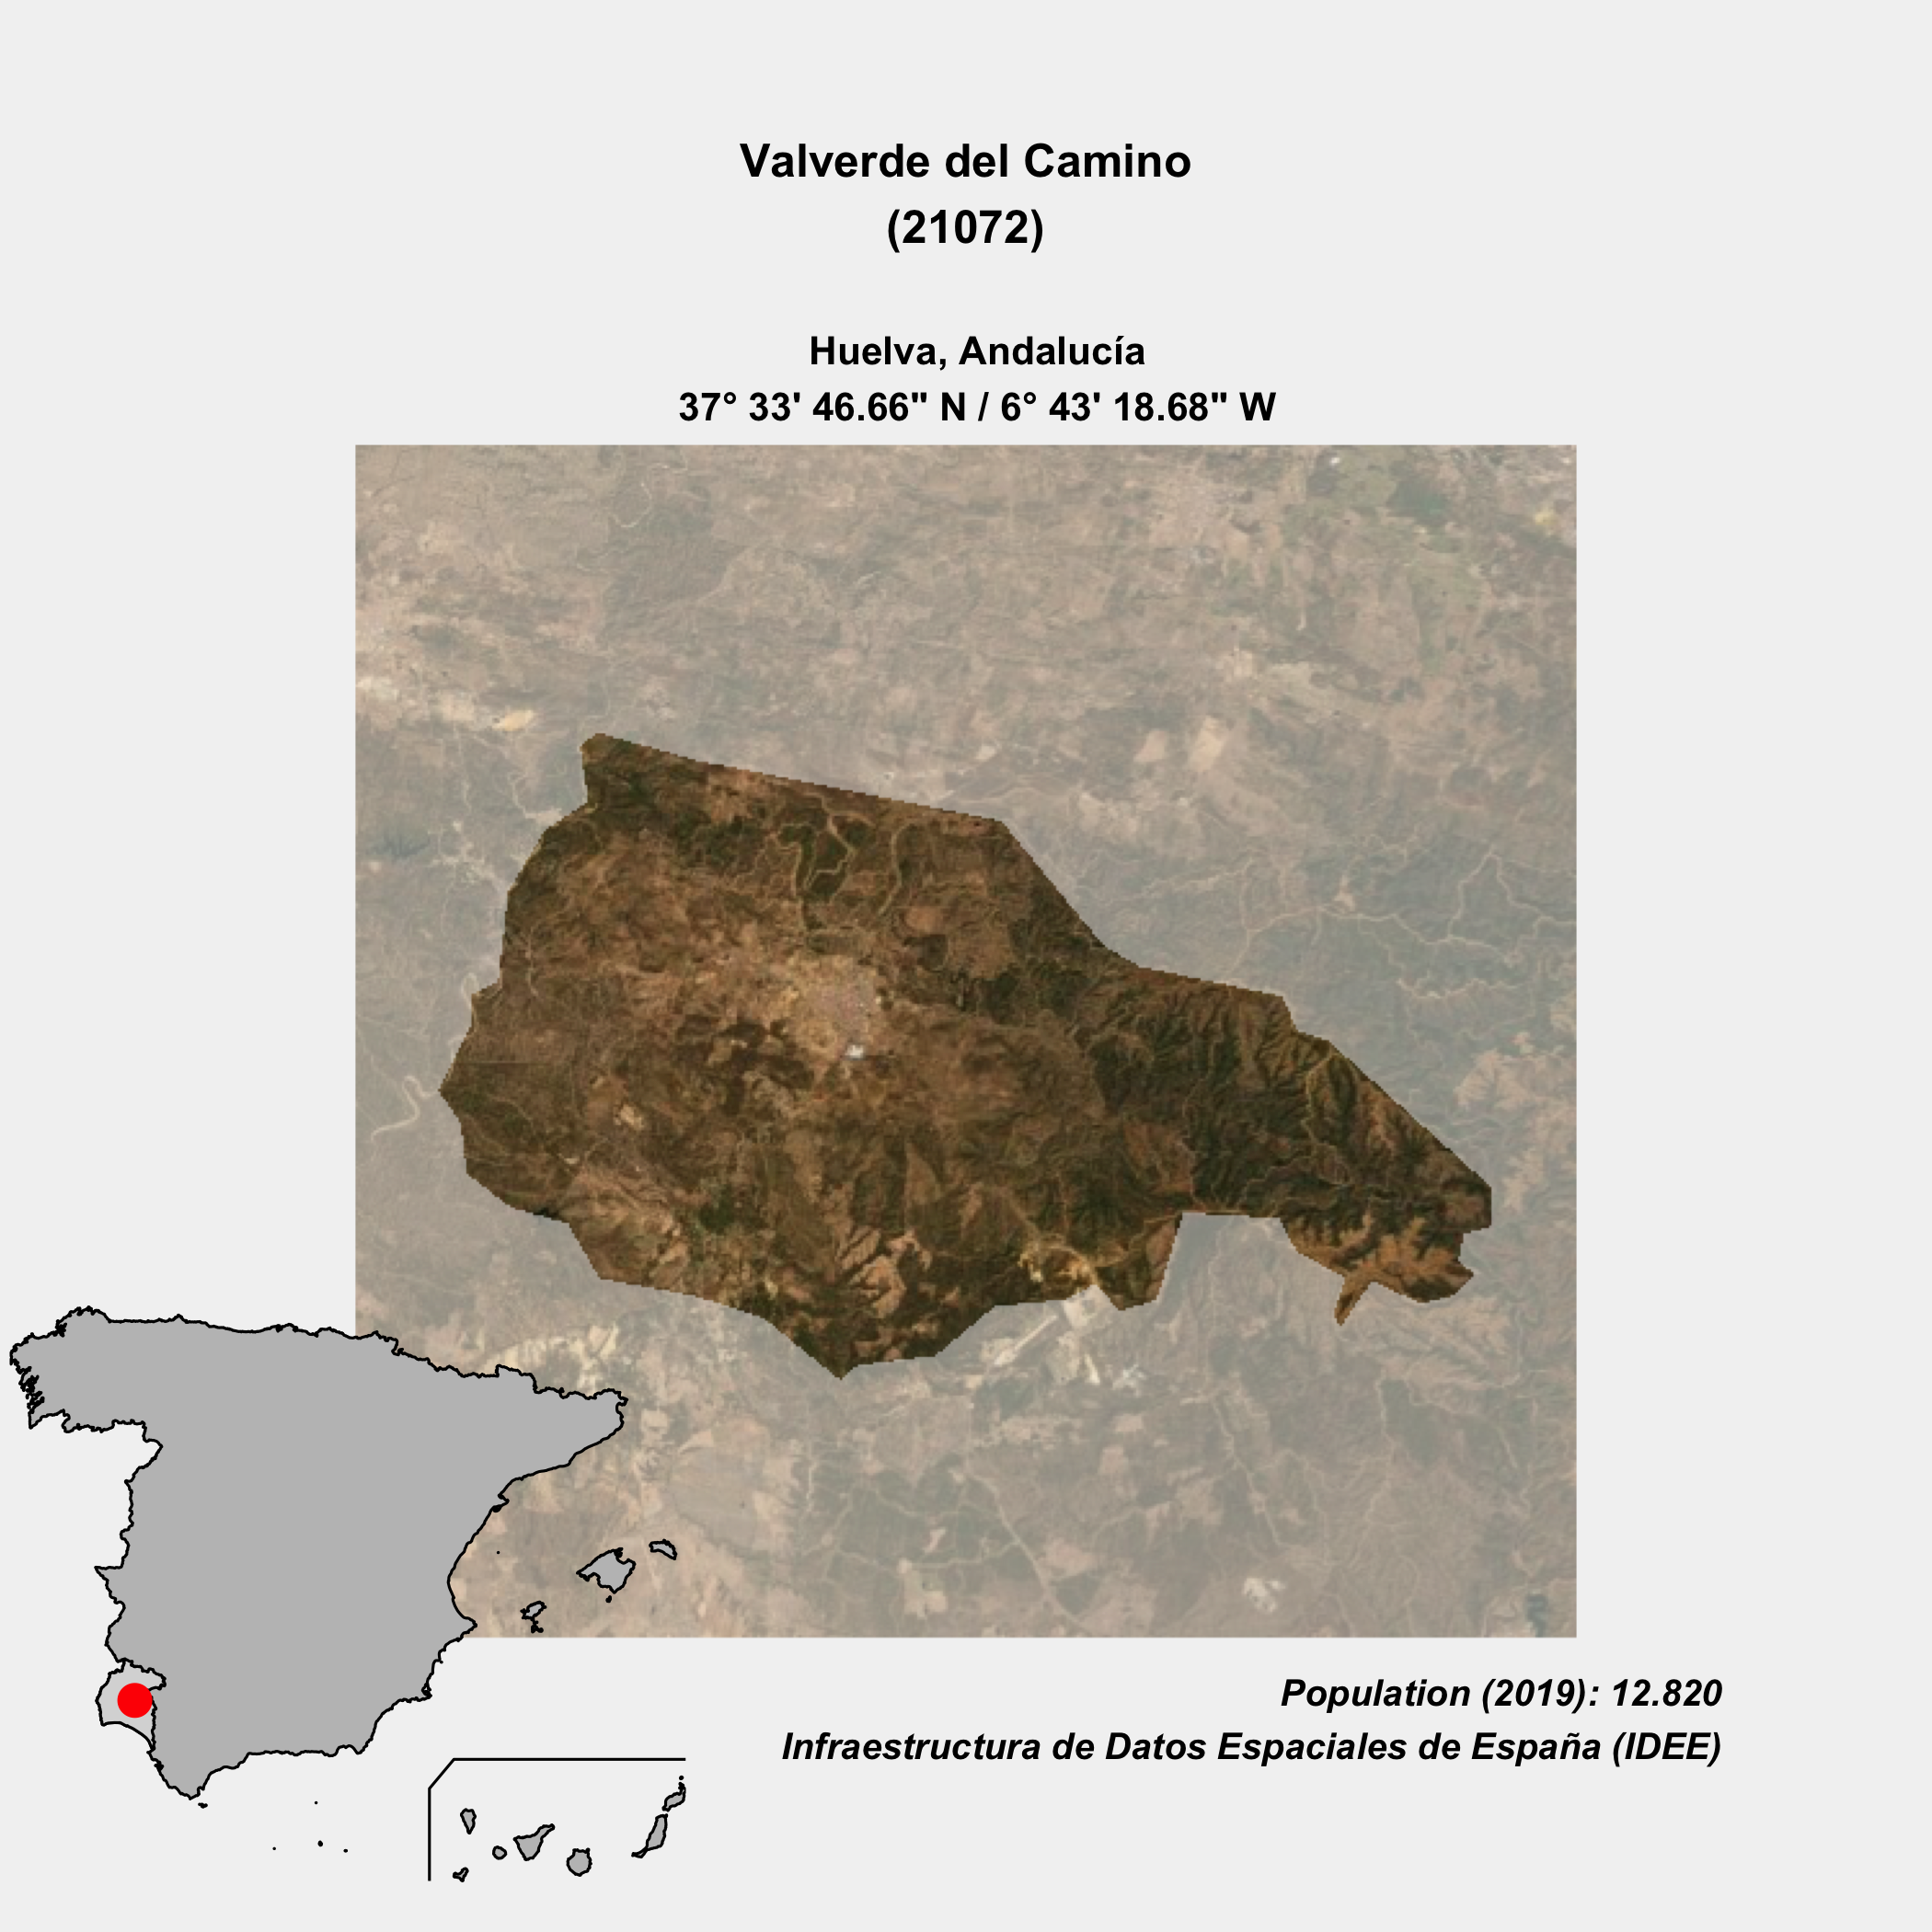 Valverde del Camino
(21072)
Huelva, Andalucía
37° 33' 46.66" N / 6° 43' 18.68" W
Population (2019): 12.820
Infraestructura de Datos Espaciales de España (IDEE)